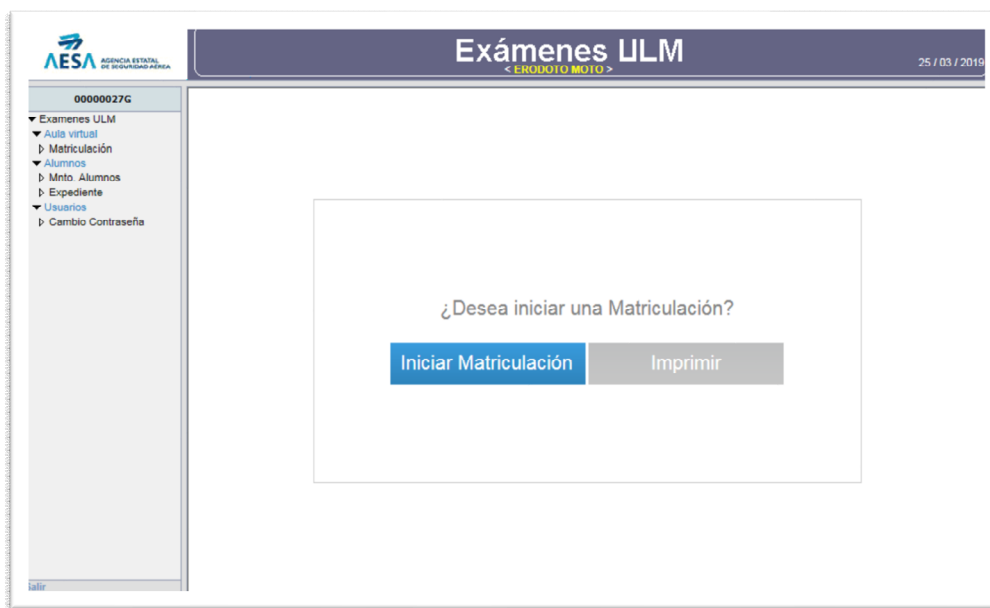 AESA AGENCIA ESTATAL
DE SEGURIDAD AÉREA
Exámenes ULM
< ERODOTO MOTO >
25 / 03 / 2019
00000027G
Examenes ULM
Aula virtual
Matriculación
Alumnos
Mnto. Alumnos
Expediente
Usuarios
Cambio Contraseña
¿Desea iniciar una Matriculación?
Iniciar Matriculación
Imprimir
Salir